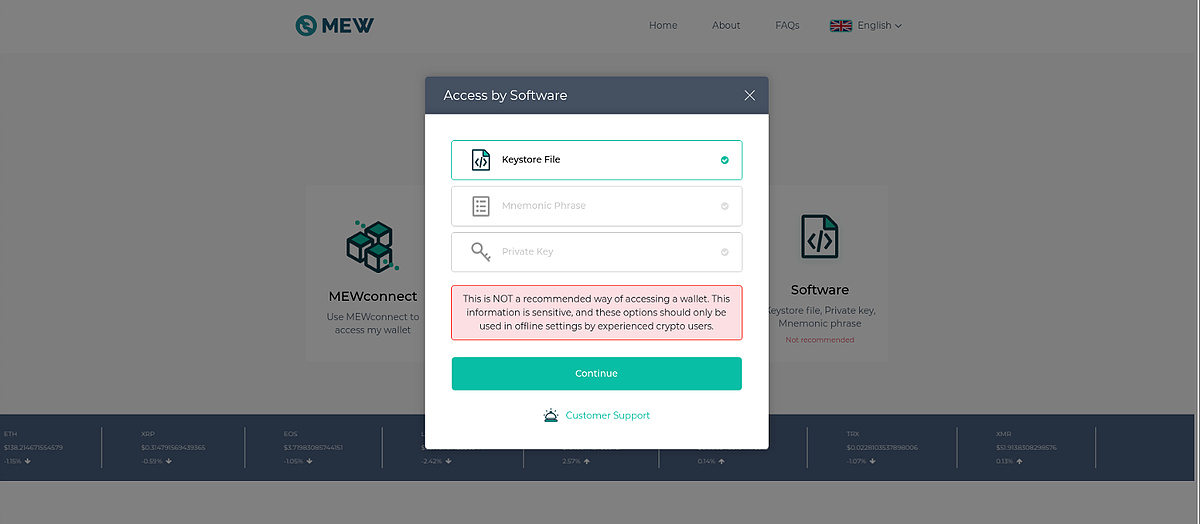 MEW
Home
About
FAQs
English
Access by Software
Keystore File
Mnemonic Phrase
Private Key
This is NOT a recommended way of accessing a wallet. This
information is sensitive, and these options should only be
used in offline settings by experienced crypto users.
Continue
Customer Support
MEWconnect
Use MEWconnect to
access my wallet
Software
Keystore file, Private key,
Mnemonic phrase
Not recommended
ETH
$138.214671554579
-1.15%
XRP
$0.314791569439365
-0.59%
EOS
$3.71983085744151
-1.05%
-2.42%
2.57%
0.14%
TRX
$0.0228103537898006
-1.07%
XMR
$51.9138308298576
0.13%